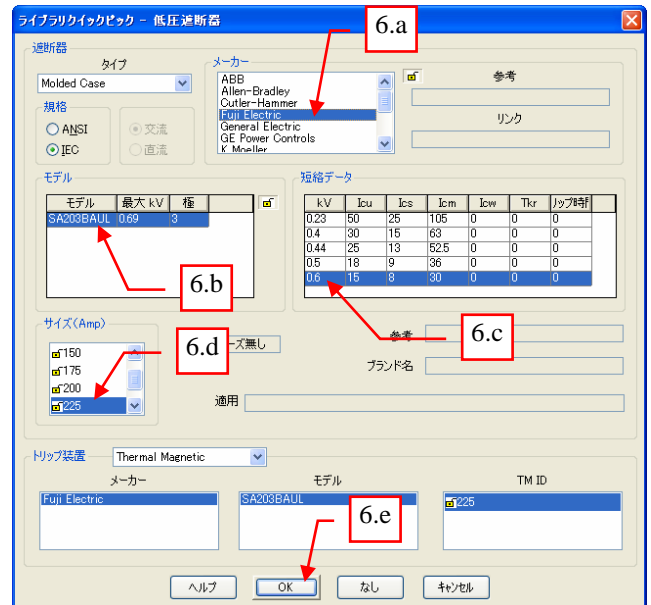 ライブラリクイックピック - 低圧遮断器
6.a
遮断器
タイプ
Molded Case
メーカー
ABB
Allen-Bradley
Cutler-Hammer
Fuji Electric
General Electric
GE Power Controls
K Moeller
参考
リンク
規格
ANSI
IEC
交流
直流
モデル
モデル 最大 kV 極
SA203BAUL 0.69 3
6.b
短絡データ
kV Icu Ics Icm Icw Tkr
0.23 50 25 105 0 0 0
0.4 30 15 63 0 0 0
0.44 25 13 52.5 0 0 0
0.5 18 9 36 0 0 0
0.6 15 8 30 0 0 0
6.c
サイズ(Amp)
150
175
200
225
6.d
ズ無し
参考
ブランド名
適用
トリップ装置 Thermal Magnetic
メーカー
Fuji Electric
モデル
SA203BAUL
TM ID
225
6.e
ヘルプ OK なし キャンセル